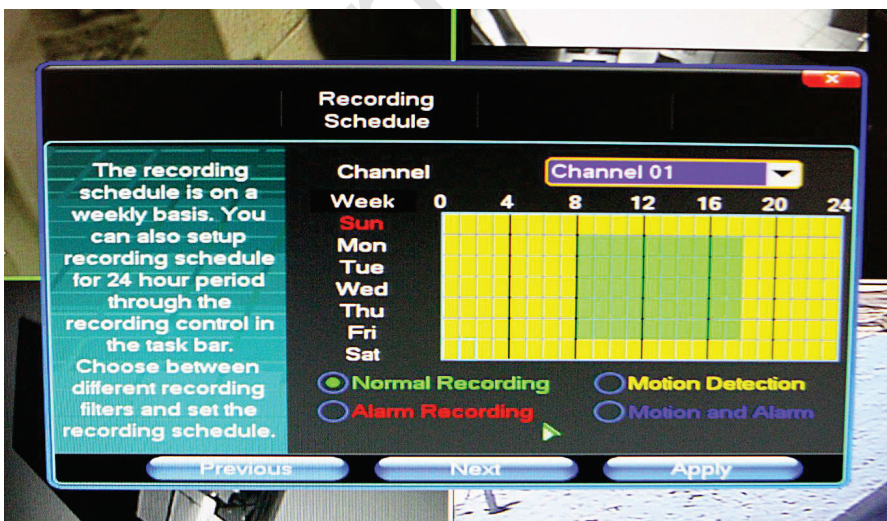 Recording
Schedule
The recording
schedule is on a
weekly basis. You
can also setup
recording schedule
for 24 hour period
through the
recording control in
the task bar.
Choose between
different recording
filters and set the
recording schedule.
Channel Channel 01
Week 0 4 8 12 16 20 24
Sun
Mon
Tue
Wed
Thu
Fri
Sat
Normal Recording Motion Detection
Alarm Recording Motion and Alarm
Previous Next Apply